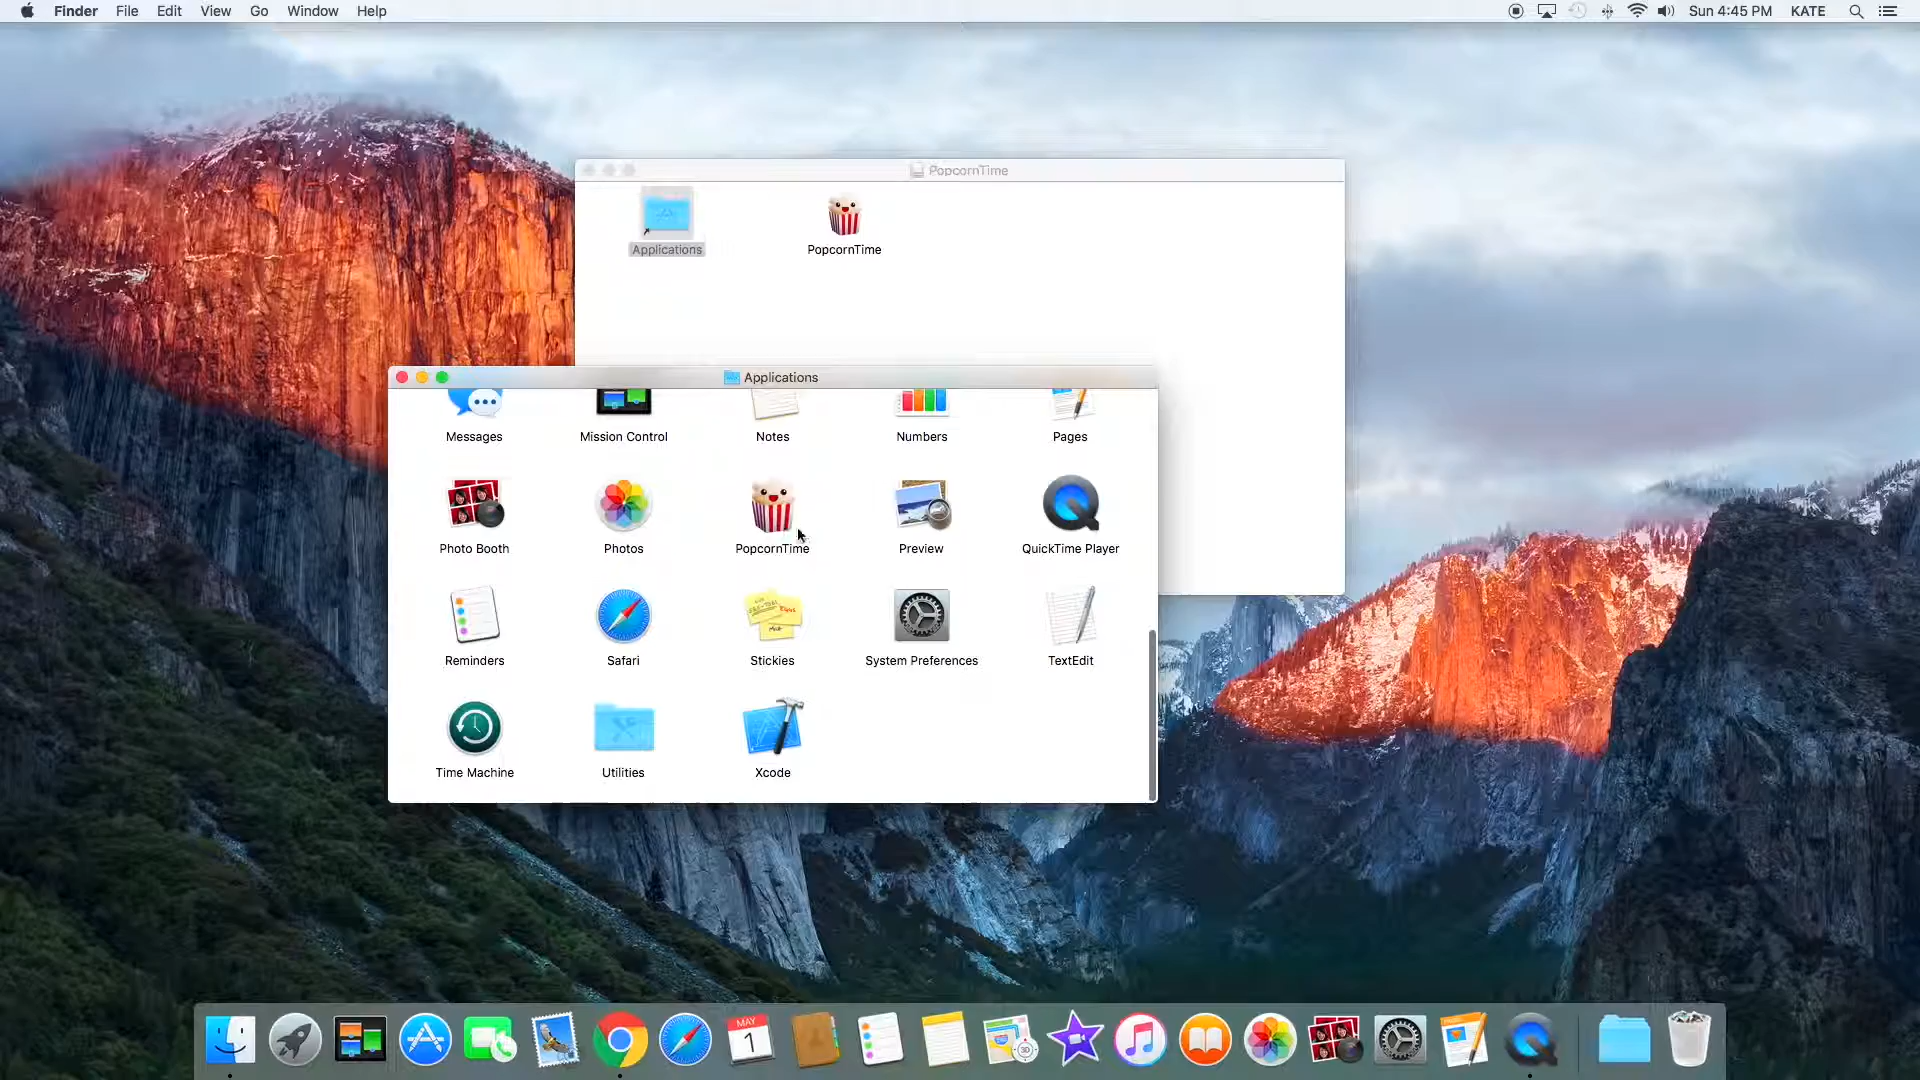 Finder File Edit View Go Window Help Sun 4:45 PM KATE
PopcornTime
Applications PopcornTime
Applications
Messages Mission Control Notes Numbers Pages
Photo Booth Photos PopcornTime Preview QuickTime Player
Reminders Safari Stickies System Preferences TextEdit
Time Machine Utilities Xcode
MAY
1
3D